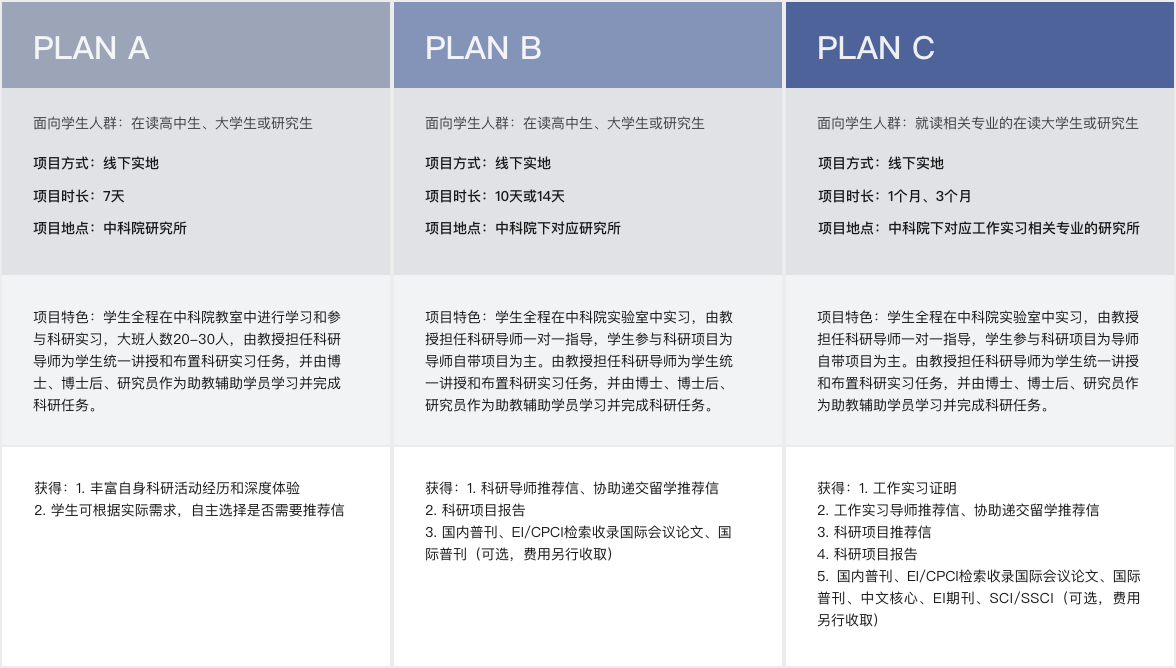 PLAN A
面向学生人群：在读高中生、大学生或研究生
项目方式：线下实地
项目时长：7天
项目地点：中科院研究所
项目特色：学生全程在中科院教室中进行学习和参
与科研实习，大班人数20-30人，由教授担任科研
导师为学生统一讲授和布置科研实习任务，并由博
士、博士后、研究员作为助教辅助学员学习并完成
科研任务。
获得：1. 丰富自身科研活动经历和深度体验
2. 学生可根据实际需求，自主选择是否需要推荐信
PLAN B
面向学生人群：在读高中生、大学生或研究生
项目方式：线下实地
项目时长：10天或14天
项目地点：中科院下对应研究所
项目特色：学生全程在中科院实验室中实习，由教
授担任科研导师一对一指导，学生参与科研项目为
导师自带项目为主。由教授担任科研导师为学生统
一讲授和布置科研实习任务，并由博士、博士后、
研究员作为助教辅助学员学习并完成科研任务。
获得：1. 科研导师推荐信、协助递交留学推荐信
2. 科研项目报告
3. 国内普刊、EI/CPCI检索收录国际会议论文、国
际普刊（可选，费用另行收取）
PLAN C
面向学生人群：就读相关专业的在读大学生或研究生
项目方式：线下实地
项目时长：1个月、3个月
项目地点：中科院下对应工作实习相关专业的研究所
项目特色：学生全程在中科院实验室中实习，由教
授担任科研导师一对一指导，学生参与科研项目为导师
自带项目为主。由教授担任科研导师为学生统一讲授
和布置科研实习任务，并由博士、博士后、研究员作
为助教辅助学员学习并完成科研任务。
获得：1. 工作实习证明
2. 工作实习导师推荐信、协助递交留学推荐信
3. 科研项目推荐信
4. 科研项目报告
5. 国内普刊、EI/CPCI检索收录国际会议论文、国际
普刊、中文核心、EI期刊、SCI/SSCI（可选，费用
另行收取）